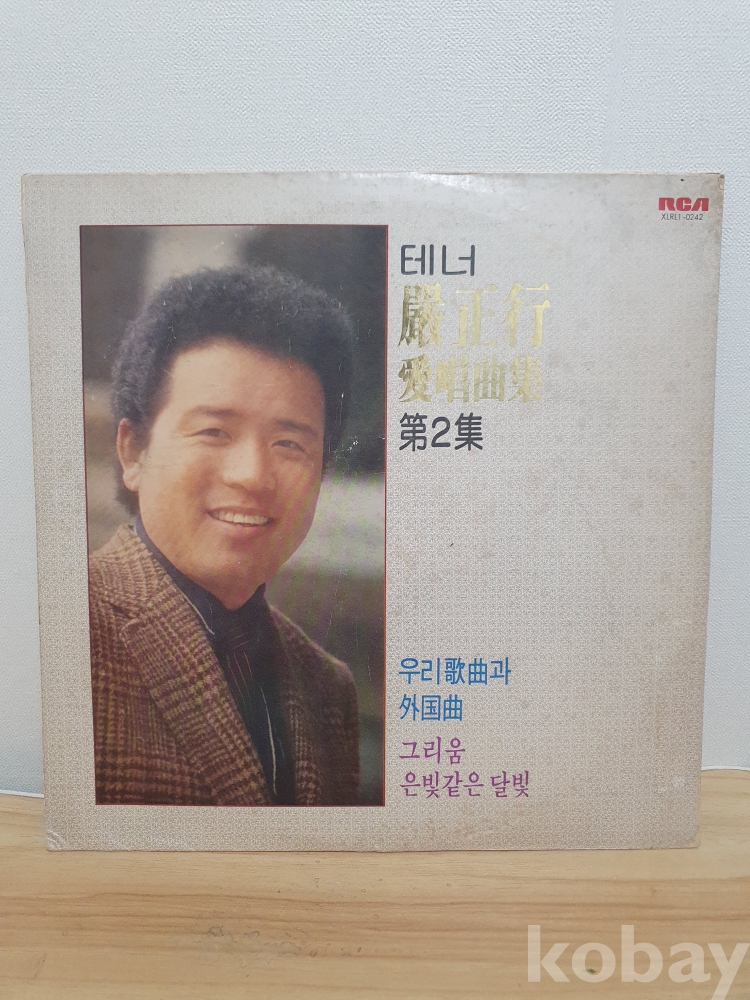 RCA
XLRL1-0242
테너
嚴正行
愛唱曲集
第2集
우리歌曲과
外国曲
그리움
은빛같은 달빛
kobay